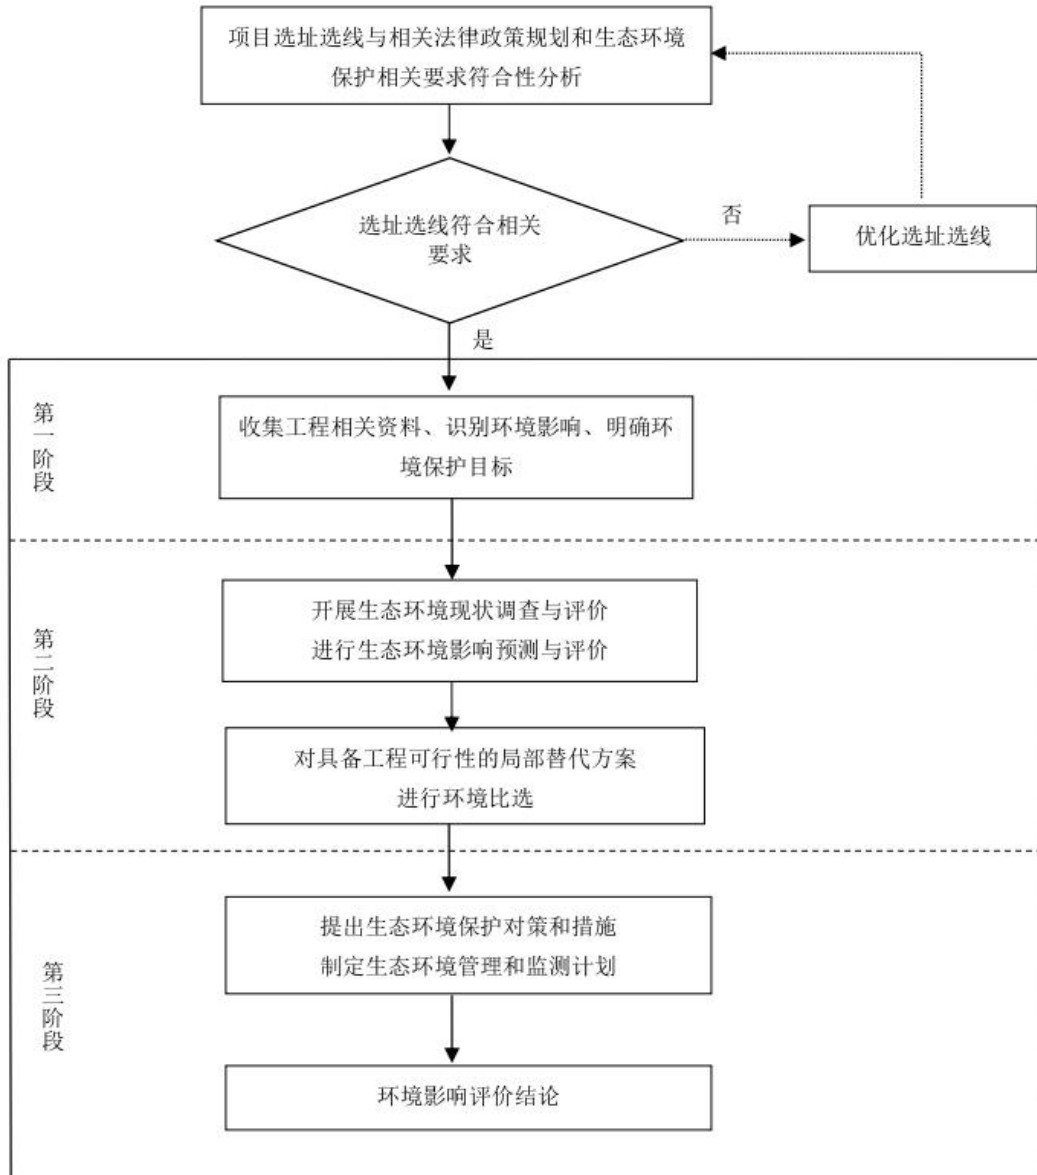 项目选址选线与相关法律政策规划和生态环境
保护相关要求符合性分析
选址选线符合相关
要求
否
优化选址选线
是
第一阶段
收集工程相关资料、识别环境影响、明确环
境保护目标
第二阶段
开展生态环境现状调查与评价
进行生态环境影响预测与评价
对具备工程可行性的局部替代方案
进行环境比选
第三阶段
提出生态环境保护对策和措施
制定生态环境管理和监测计划
环境影响评价结论